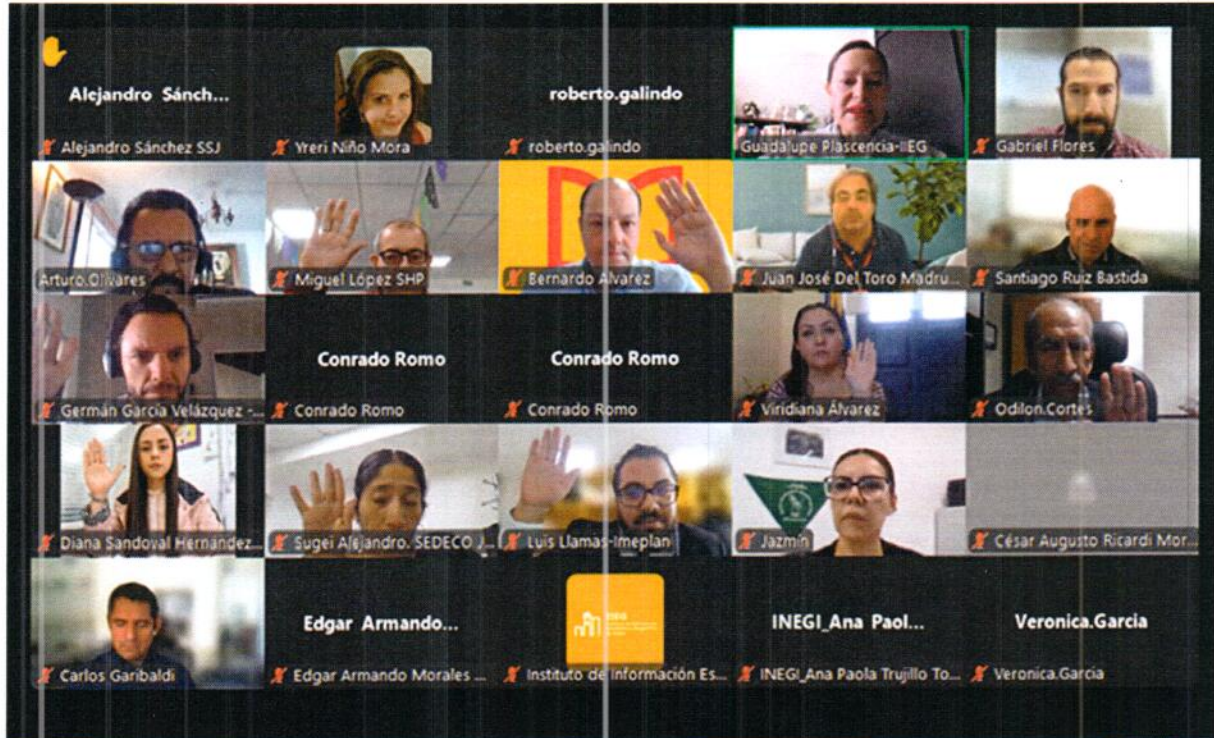 Alejandro Sánch...
Alejandro Sánchez SSJ
Yreri Niño Mora
roberto.galindo
roberto.galindo
Guadalupe Plascencia-IIEG
Gabriel Flores
Arturo.Olivares
Miguel López SHP
Bernardo Alvarez
Juan José Del Toro Madru...
Santiago Ruiz Bastida
Germán García Velázquez -...
Conrado Romo
Conrado Romo
Conrado Romo
Conrado Romo
Viridiana Álvarez
Odilon.Cortes
Diana Sandoval Hernandez...
Sugei Alejandro. SEDECO J...
Luis Llamas-Imeplan
Jazmín
César Augusto Ricardi Mor...
Carlos Garibaldi
Edgar Armando...
Edgar Armando Morales ...
IIEG
Instituto de Información Es...
INEGI_Ana Paol...
INEGI_Ana Paola Trujillo To...
Veronica.Garcia
Veronica.Garcia